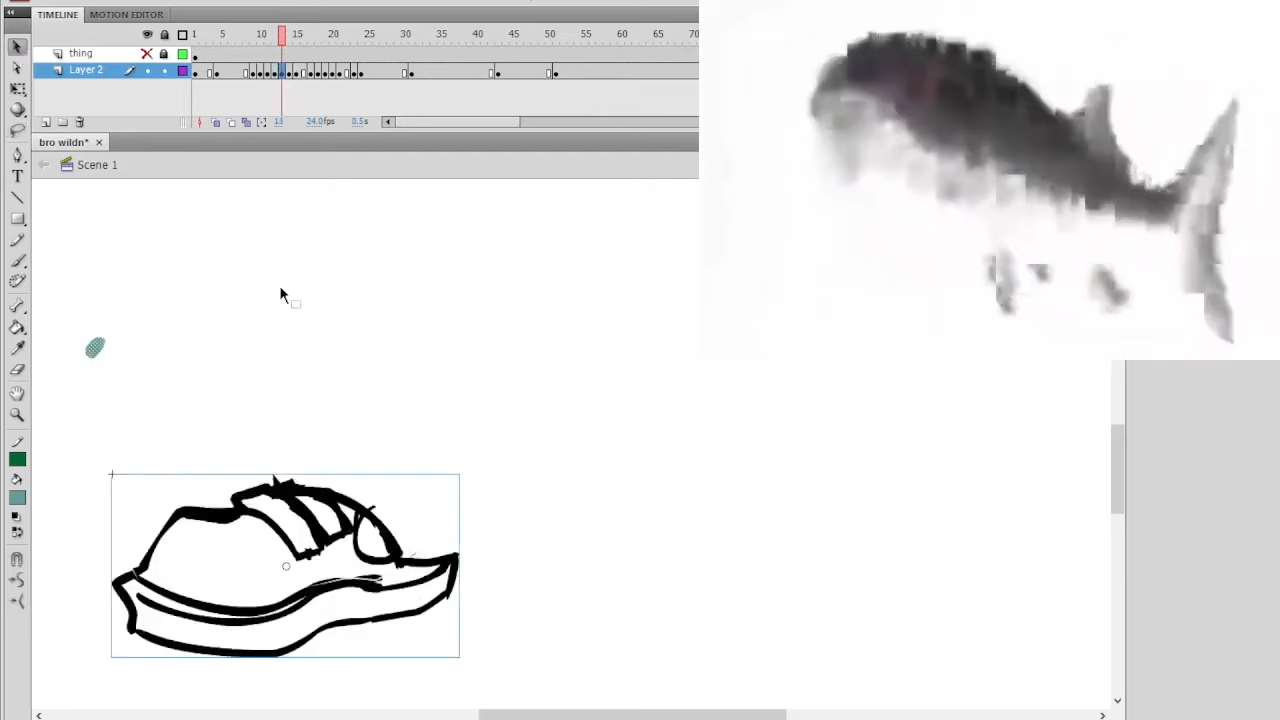 TIMELINE MOTION EDITOR
1 5 10 15 20 25 30 35 40 45 50 55 60 65 70
thing
Layer 2
13 24.0fps 0.5s
bro wildn* ×
Scene 1
T